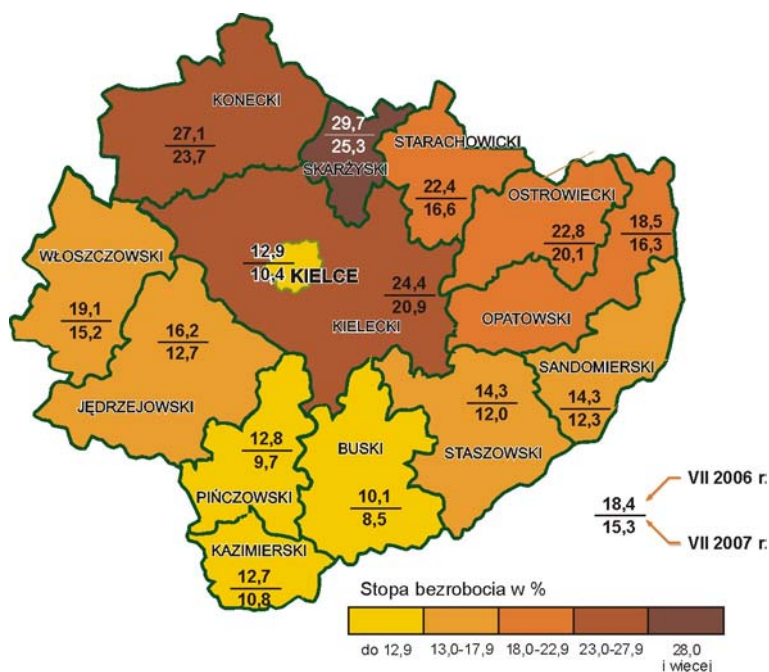 KONECKI
27,1
23,7
29,7
25,3
SKARŻYSKI
STARACHOWICKI
22,4
16,6
OSTROWIECKI
22,8
20,1
18,5
16,3
OPATOWSKI
WŁOSZCZOWSKI
19,1
15,2
12,9
10,4
KIELCE
24,4
20,9
KIELECKI
16,2
12,7
JĘDRZEJOWSKI
SANDOMIERSKI
14,3
12,3
14,3
12,0
STASZOWSKI
12,8
9,7
PIŃCZOWSKI
BUSKI
10,1
8,5
KAZIMIERSKI
12,7
10,8
VII 2006 r.
18,4
15,3
VII 2007 r.
Stopa bezrobocia w %
do 12,9 13,0-17,9 18,0-22,9 23,0-27,9 28,0
i więcej